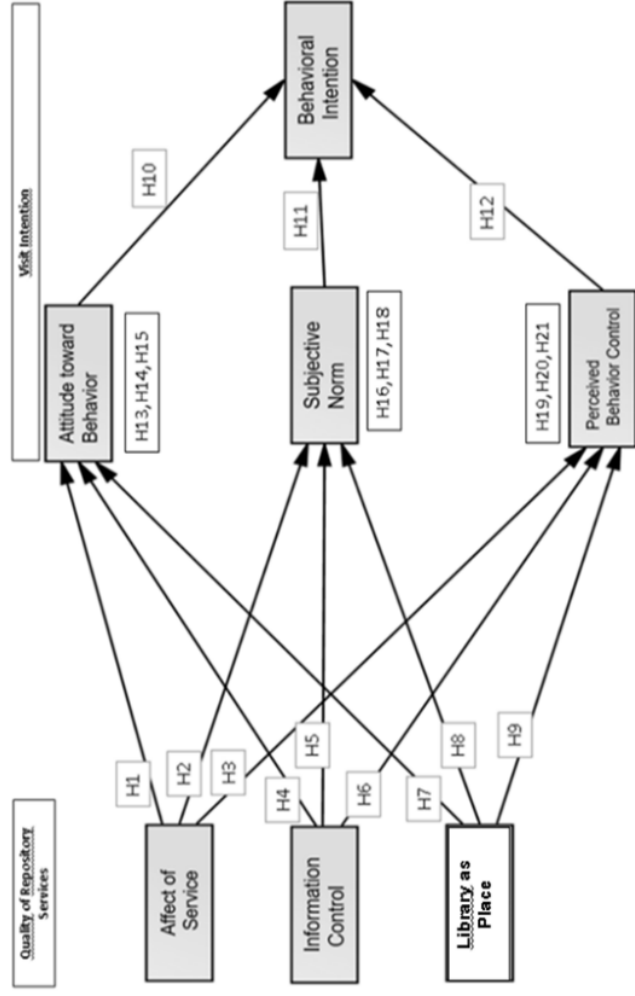 Quality of Repository
Services
Visit Intention
Affect of
Service
Information
Control
Library as
Place
H1
H2
H3
H4
H5
H6
H7
H8
H9
Attitude toward
Behavior
H13,H14,H15
Subjective
Norm
H16,H17,H18
H19,H20,H21
Perceived
Behavior Control
H10
H11
H12
Behavioral
Intention